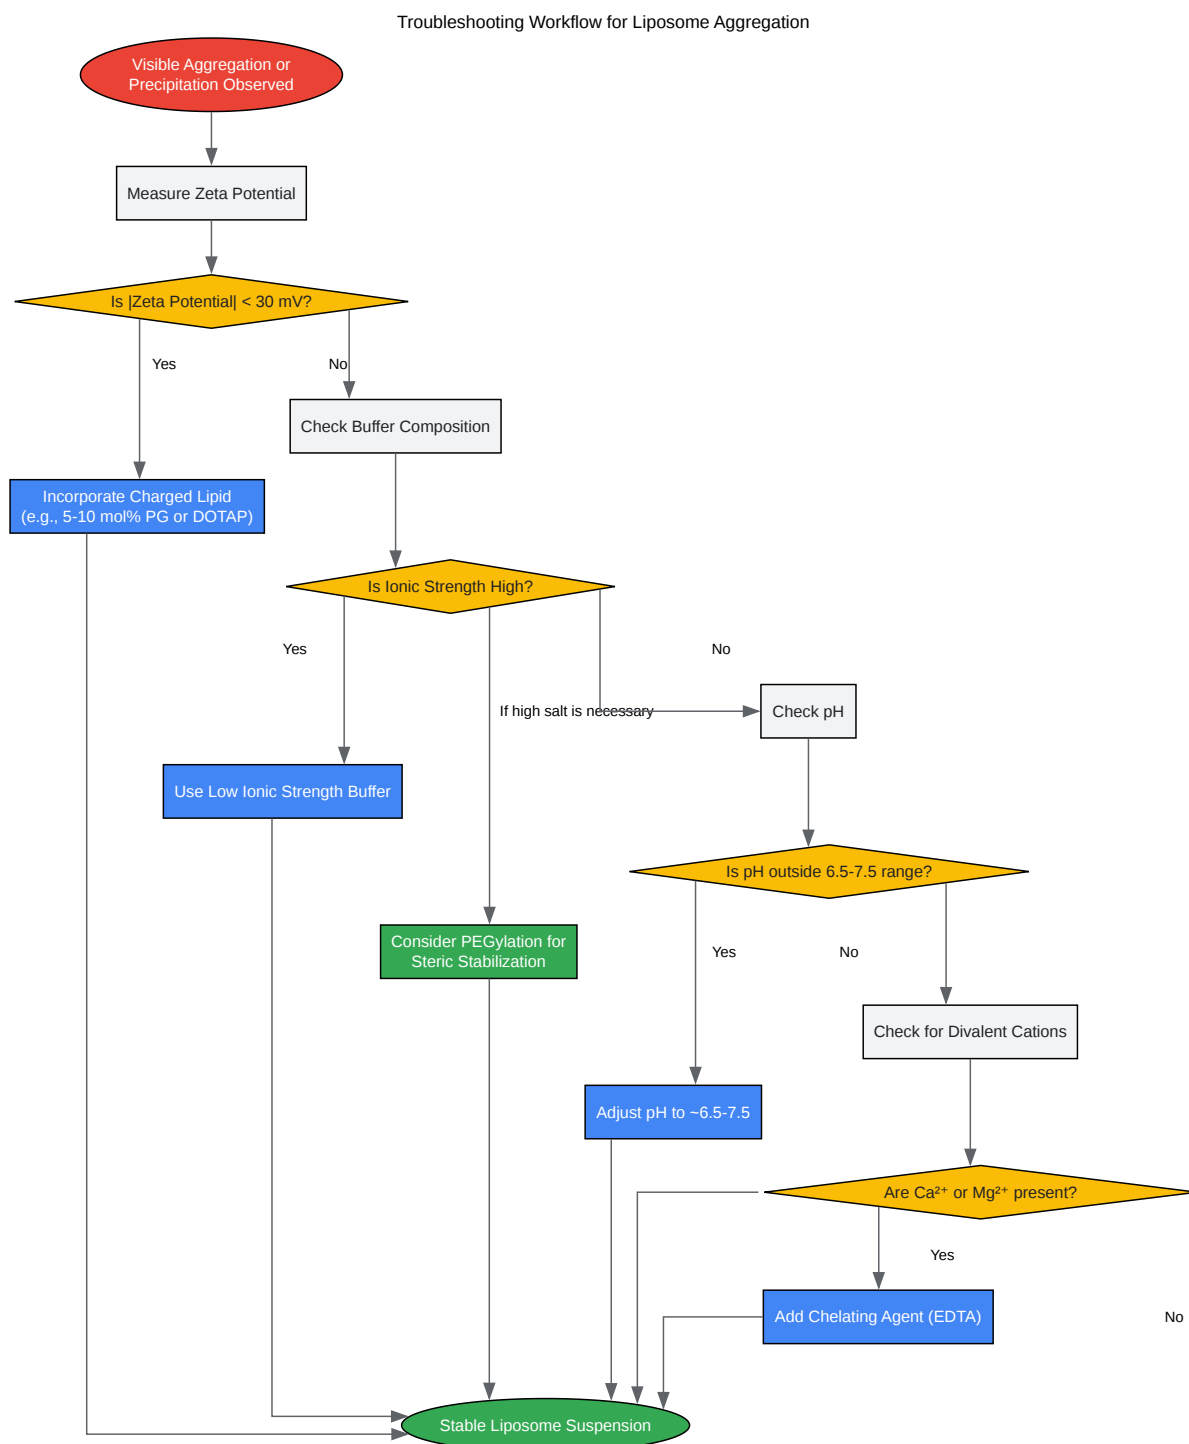 Troubleshooting Workflow for Liposome Aggregation
Visible Aggregation or
Precipitation Observed
Measure Zeta Potential
Is |Zeta Potential| < 30 mV?
Yes
No
Check Buffer Composition
Incorporate Charged Lipid
(e.g., 5-10 mol% PG or DOTAP)
Is Ionic Strength High?
Yes
No
If high salt is necessary
Check pH
Use Low Ionic Strength Buffer
Is pH outside 6.5-7.5 range?
Consider PEGylation for
Steric Stabilization
Yes
No
Check for Divalent Cations
Adjust pH to ~6.5-7.5
Are Ca²⁺ or Mg²⁺ present?
Yes
Add Chelating Agent (EDTA)
No
Stable Liposome Suspension